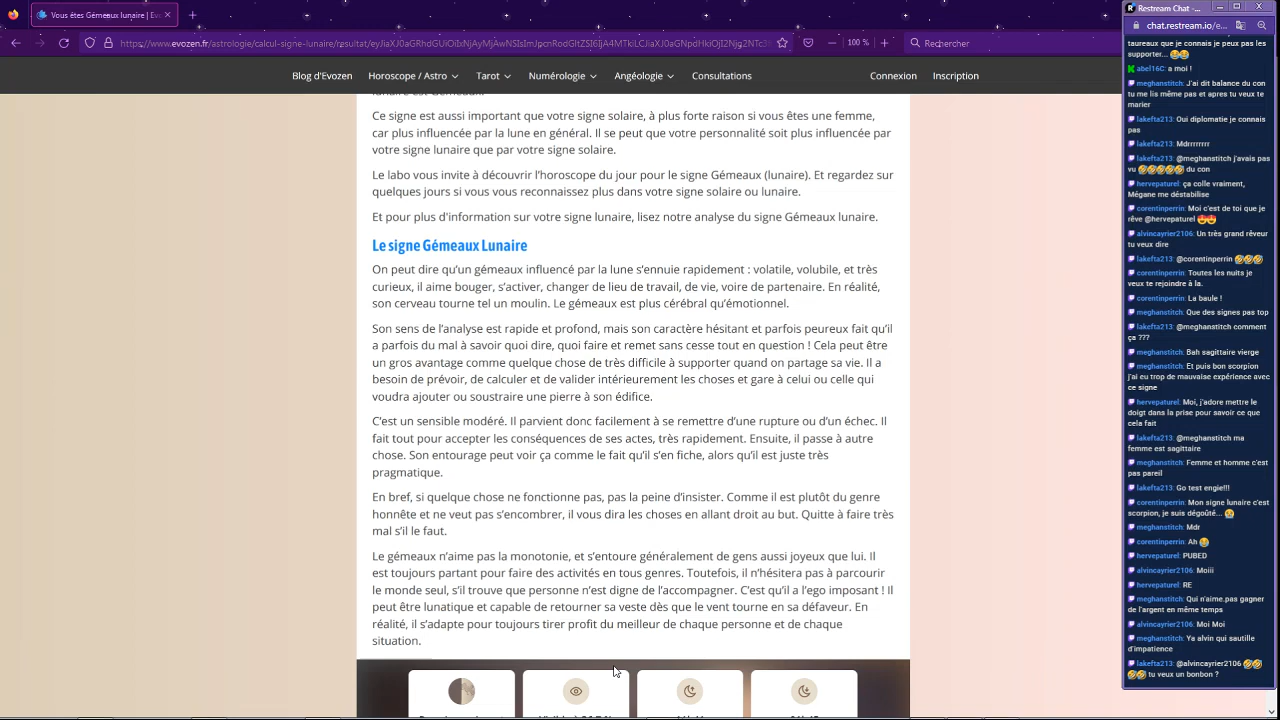 Vous êtes Gémeaux lunaire |
https://www.evozen.fr/astrologie/calcul-signe-lunaire/resultat/
100 %
Rechercher
Blog d'Evozen
Horoscope / Astro
Tarot
Numérologie
Angéologie
Consultations
Connexion
Inscription
Ce signe est aussi important que votre signe solaire, à plus forte raison si vous êtes une femme,
car plus influencée par la lune en général. Il se peut que votre personnalité soit plus influencée par
votre signe lunaire que par votre signe solaire.
Le labo vous invite à découvrir l'horoscope du jour pour le signe Gémeaux (lunaire). Et regardez sur
quelques jours si vous vous reconnaissez plus dans votre signe solaire ou lunaire.
Et pour plus d'information sur votre signe lunaire, lisez notre analyse du signe Gémeaux lunaire.
Le signe Gémeaux Lunaire
On peut dire qu'un gémeaux influencé par la lune s'ennuie rapidement : volatile, volubile, et très
curieux, il aime bouger, s'activer, changer de lieu de travail, de vie, voire de partenaire. En réalité,
son cerveau tourne tel un moulin. Le gémeaux est plus cérébral qu'émotionnel.
Son sens de l'analyse est rapide et profond, mais son caractère hésitant et parfois peureux fait qu'il
a parfois du mal à savoir quoi dire, quoi faire et remet sans cesse tout en question ! Cela peut être
un gros avantage comme quelque chose de très difficile à supporter quand on partage sa vie. Il a
besoin de prévoir, de calculer et de valider intérieurement les choses et gare à celui ou celle qui
voudra ajouter ou soustraire une pierre à son édifice.
C'est un sensible modéré. Il parvient donc facilement à se remettre d'une rupture ou d'un échec. Il
fait tout pour accepter les conséquences de ses actes, très rapidement. Ensuite, il passe à autre
chose. Son entourage peut voir ça comme le fait qu'il s'en fiche, alors qu'il est juste très
pragmatique.
En bref, si quelque chose ne fonctionne pas, pas la peine d'insister. Comme il est plutôt du genre
honnête et ne peut pas se murer, il vous dira les choses en allant droit au but. Quitte à faire très
mal s'il le faut.
Le gémeaux n'aime pas la monotonie, et s'entoure généralement de gens aussi joyeux que lui. Il
est toujours partant pour faire des activités en tous genres. Toutefois, il n'hésitera pas à parcourir
le monde seul, s'il trouve que personne n'est digne de l'accompagner. C'est qu'il a l'ego imposant ! Il
peut être lunatique et capable de retourner sa veste dès que le vent tourne en sa défaveur. En
réalité, il s'adapte pour toujours tirer profit du meilleur de chaque personne et de chaque
situation.
Restream Chat -...
chat.restream.io/e...
taureaux que je connais je peux pas les
supporter... 😂😂
abel16C: a moi !
meghanstitch: J'ai dit balance du con
tu me lis même pas et apres tu veux te
marier
lakefta213: Oui diplomatie je connais
pas
lakefta213: Mdrrrrrrrr
lakefta213: @meghanstitch j'avais pas
vu 🤣🤣🤣🤣🤣 du con
hervepaturel: ça colle vraiment,
Mégane me déstabilise
corentinperrin: Moi c'est de toi que je
rêve @hervepaturel 😍😍
alvincayrier2106: Un très grand rêveur
tu veux dire
lakefta213: @corentinperrin 🤣🤣🤣
corentinperrin: Toutes les nuits je
veux te rejoindre à la.
corentinperrin: La baule !
meghanstitch: Que des signes pas top
lakefta213: @meghanstitch comment
ça ???
meghanstitch: Bah sagittaire vierge
meghanstitch: Et puis bon scorpion
j'ai eu trop de mauvaise expérience avec
ce signe
hervepaturel: Moi, j'adore mettre le
doigt dans la prise pour savoir ce que
cela fait
lakefta213: @meghanstitch ma
femme est sagittaire
meghanstitch: Femme et homme c'est
pas pareil
lakefta213: Go test engie!!!
corentinperrin: Mon signe lunaire c'est
scorpion, je suis dégoûté... 😭
meghanstitch: Mdr
corentinperrin: Ah 😂
hervepaturel: PUBED
alvincayrier2106: Moiii
hervepaturel: RE
meghanstitch: Qui n'aime.pas gagner
de l'argent en même temps
alvincayrier2106: Moi Moi
meghanstitch: Ya alvin qui sautille
d'impatience
lakefta213: @alvincayrier2106 🤣🤣
🤣🤣 tu veux un bonbon ?